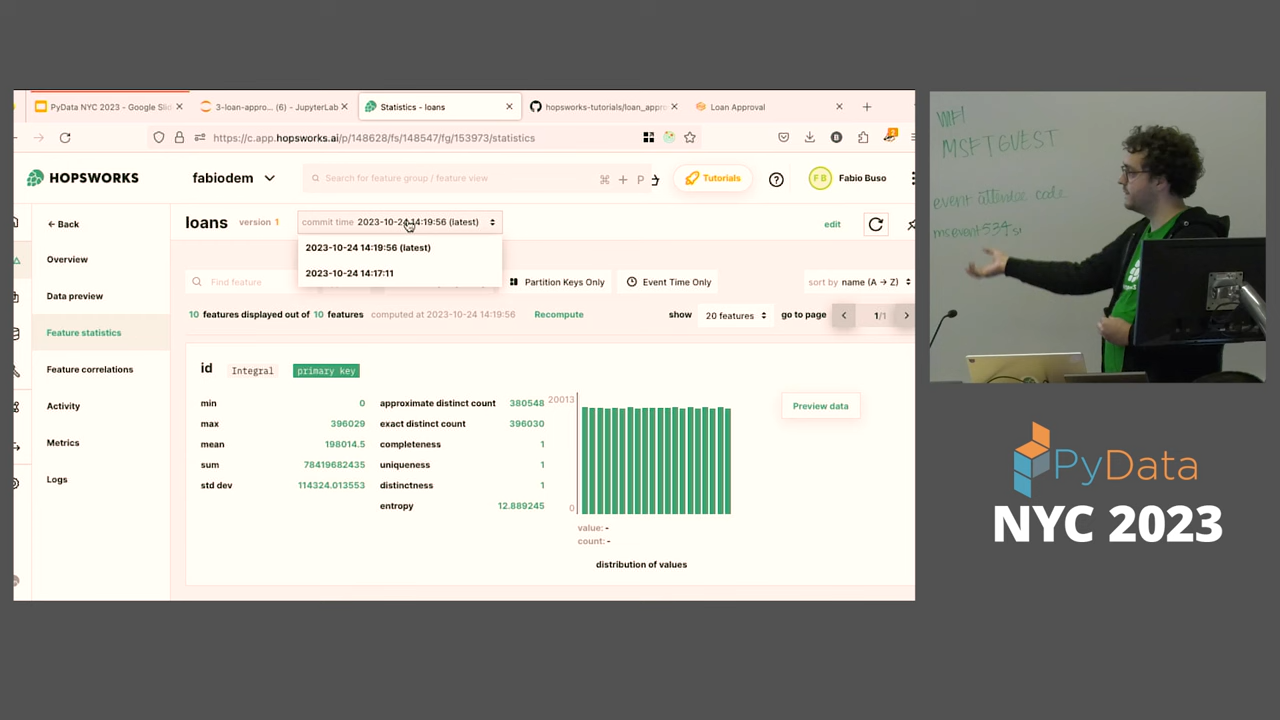 PyData NYC 2023 - Google Slid
3-loan-appro... (6) - JupyterLab
Statistics - loans
hopsworks-tutorials/loan_appro
Loan Approval
https://c.app.hopsworks.ai/p/148628/fs/148547/fg/153973/statistics
2
HOPSWORKS
fabiodem
Search for feature group / feature view
⌘ + P
Tutorials
FB
Fabio Buso
Back
loans
version 1
commit time 2023-10-24 14:19:56 (latest)
edit
2023-10-24 14:19:56 (latest)
2023-10-24 14:17:11
Overview
Data preview
Feature statistics
Feature correlations
Activity
Metrics
Logs
Find feature
Partition Keys Only
Event Time Only
sort by name (A → Z)
10 features displayed out of 10 features
computed at 2023-10-24 14:19:56
Recompute
show 20 features
go to page
1/1
id
Integral
primary key
min 0
max 396029
mean 198014.5
sum 78419682435
std dev 114324.013553
approximate distinct count 380548
exact distinct count 396030
completeness 1
uniqueness 1
distinctness 1
entropy 12.889245
20013
0
value: -
count: -
distribution of values
Preview data
MSFTGUEST
event attendee code
PyData
NYC 2023